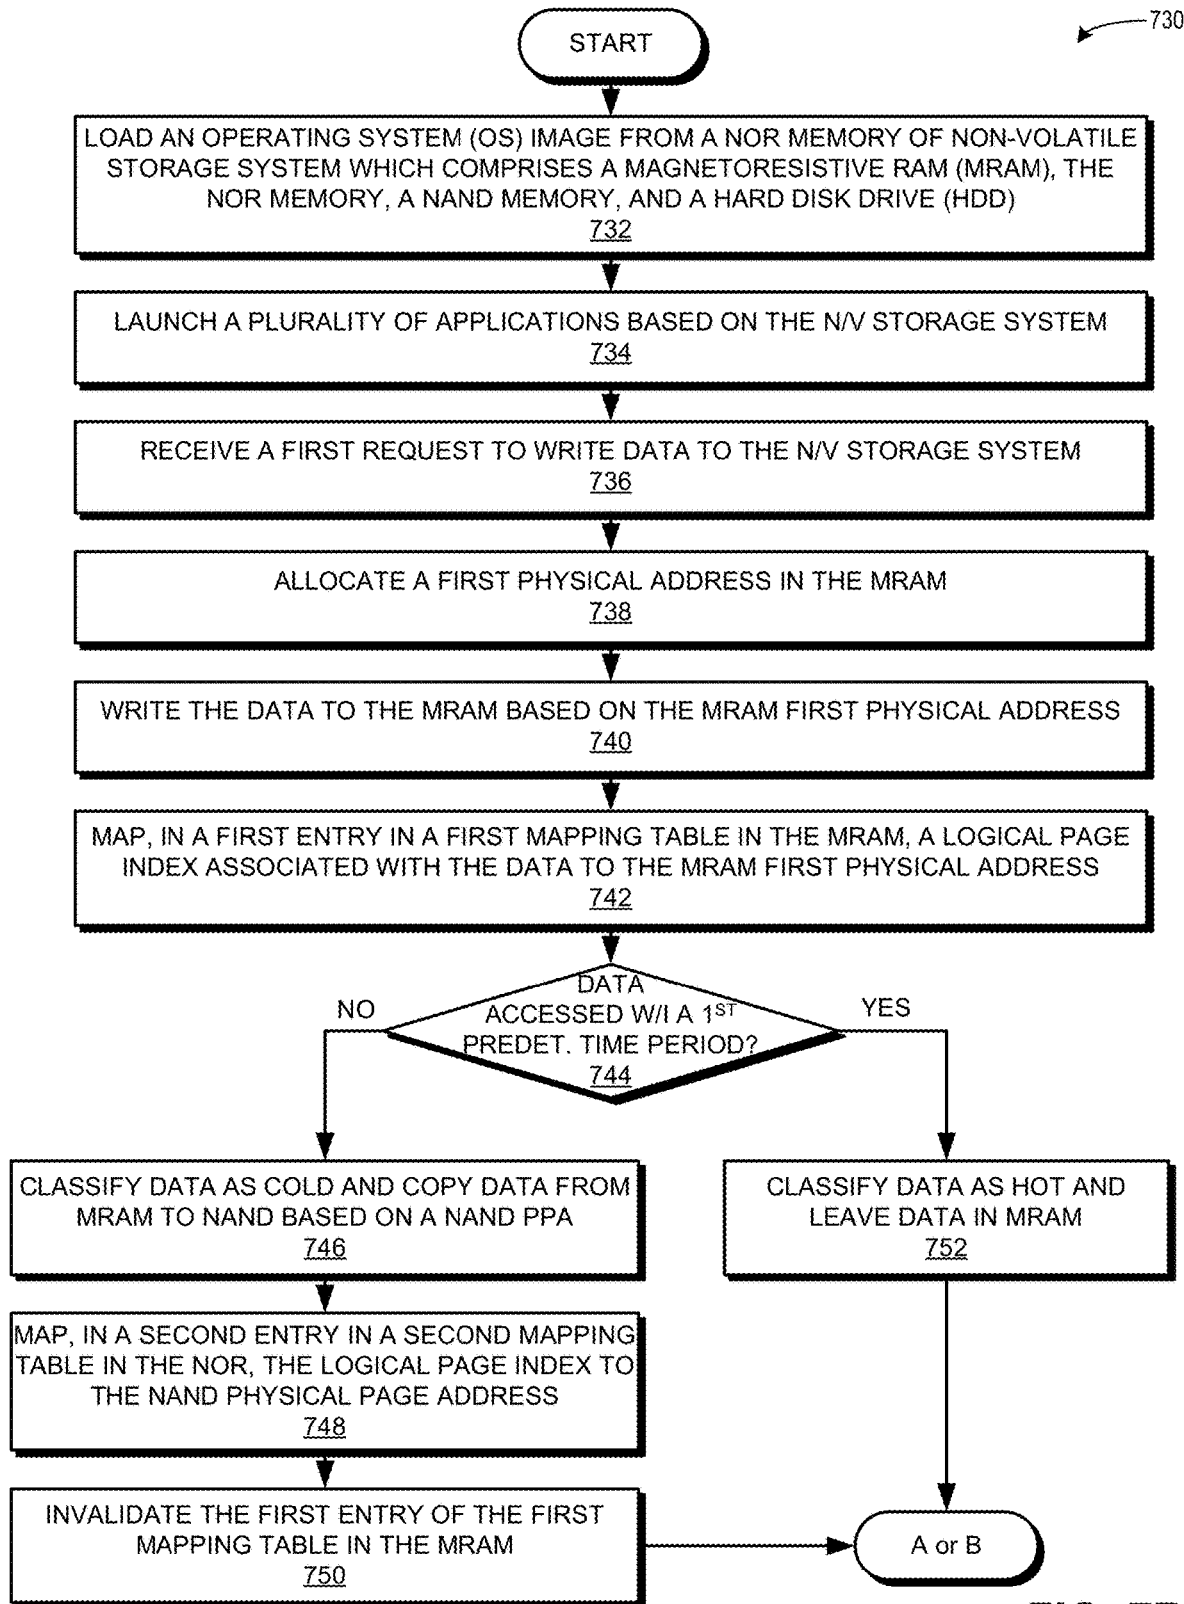 730
START
LOAD AN OPERATING SYSTEM (OS) IMAGE FROM A NOR MEMORY OF NON-VOLATILE
STORAGE SYSTEM WHICH COMPRISES A MAGNETORESISTIVE RAM (MRAM), THE
NOR MEMORY, A NAND MEMORY, AND A HARD DISK DRIVE (HDD)
732
LAUNCH A PLURALITY OF APPLICATIONS BASED ON THE N/V STORAGE SYSTEM
734
RECEIVE A FIRST REQUEST TO WRITE DATA TO THE N/V STORAGE SYSTEM
736
ALLOCATE A FIRST PHYSICAL ADDRESS IN THE MRAM
738
WRITE THE DATA TO THE MRAM BASED ON THE MRAM FIRST PHYSICAL ADDRESS
740
MAP, IN A FIRST ENTRY IN A FIRST MAPPING TABLE IN THE MRAM, A LOGICAL PAGE
INDEX ASSOCIATED WITH THE DATA TO THE MRAM FIRST PHYSICAL ADDRESS
742
DATA
ACCESSED W/I A 1ST
PREDET. TIME PERIOD?
744
NO
YES
CLASSIFY DATA AS COLD AND COPY DATA FROM
MRAM TO NAND BASED ON A NAND PPA
746
CLASSIFY DATA AS HOT AND
LEAVE DATA IN MRAM
752
MAP, IN A SECOND ENTRY IN A SECOND MAPPING
TABLE IN THE NOR, THE LOGICAL PAGE INDEX TO
THE NAND PHYSICAL PAGE ADDRESS
748
INVALIDATE THE FIRST ENTRY OF THE FIRST
MAPPING TABLE IN THE MRAM
750
A or B